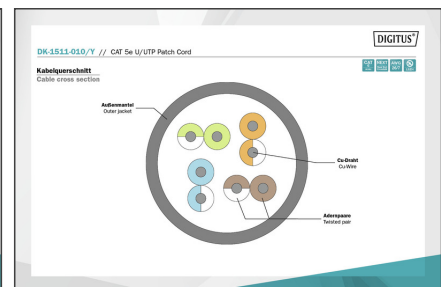 DIGITUS®
DK-1511-010/Y // CAT 5e U/UTP Patch Cord
Kabelquerschnitt
Cable cross section
Außenmantel
Outer jacket
Cu-Draht
Cu-Wire
Aderspaare
Twisted pair